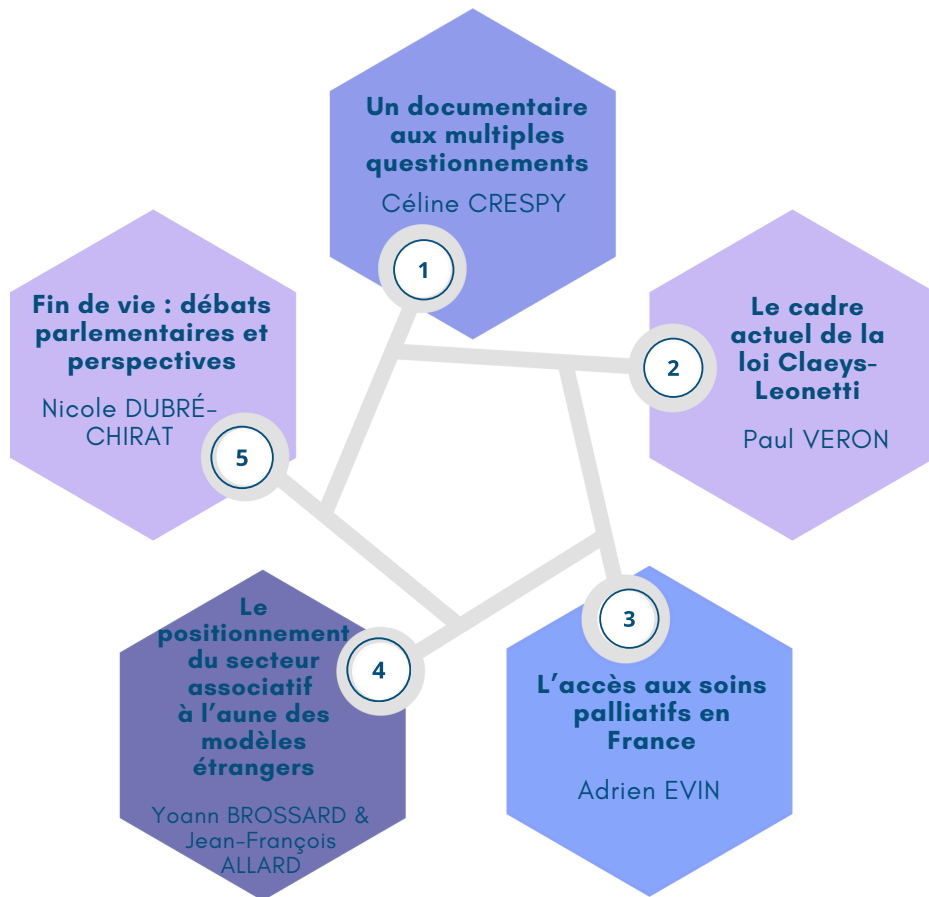 Un documentaire
aux multiples
questionnements
Céline CRESPY
1
Le cadre
actuel de la
loi Claeys-
Leonetti
Paul VERON
2
L'accès aux soins
palliatifs en
France
Adrien EVIN
3
Le
positionnement
du secteur
associatif
à l'aune des
modèles
étrangers
Yoann BROSSARD &
Jean-François
ALLARD
4
Fin de vie : débats
parlementaires et
perspectives
Nicole DUBRÉ-
CHIRAT
5